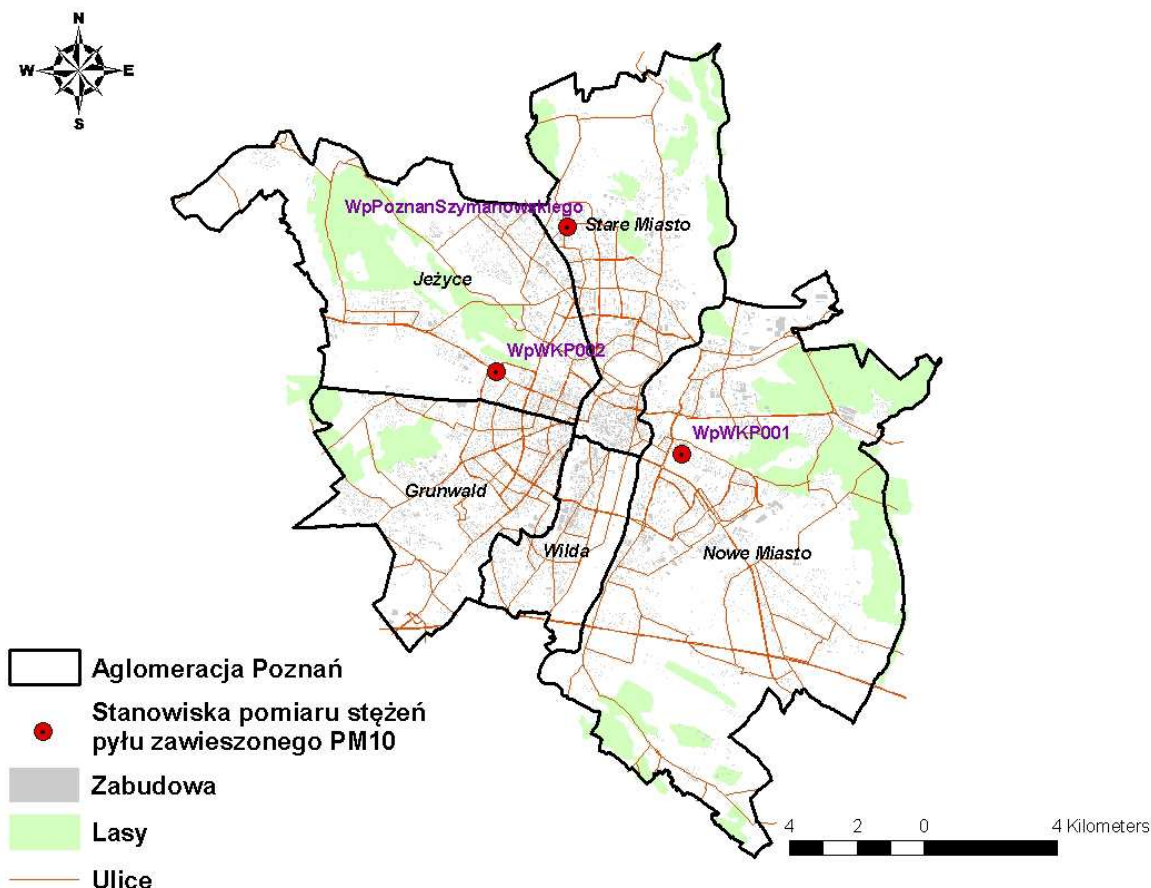 N
W E
S
WpPoznanSzymanowskiego
Stare Miasto
Jeżyce
WpWKP002
WpWKP001
Grunwald
Wilda
Nowe Miasto
Aglomeracja Poznań
Stanowiska pomiaru stężeń
pyłu zawieszonego PM10
Zabudowa
Lasy
Ulice
4 2 0 4 Kilometers